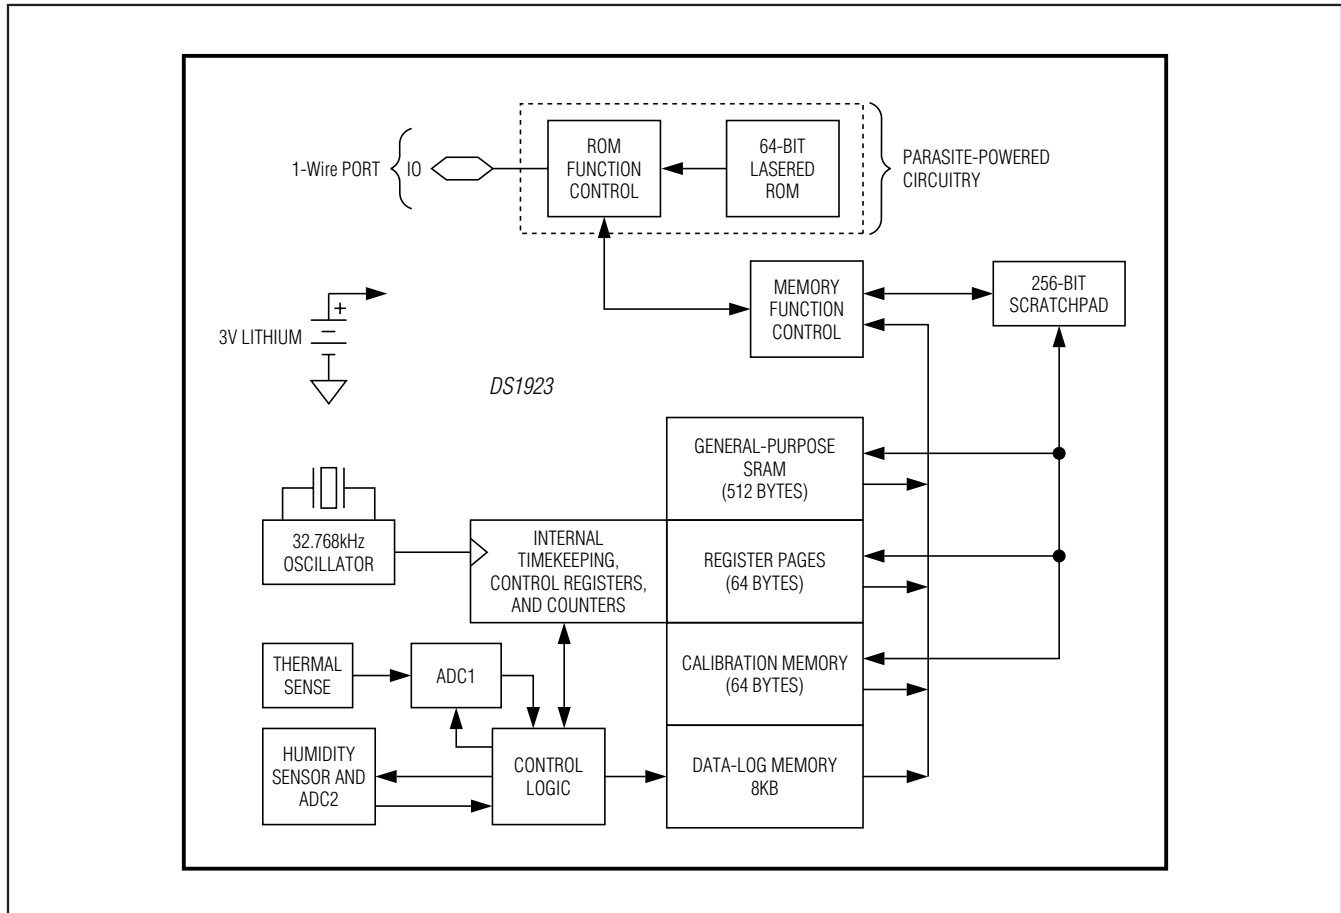 1-Wire PORT
IO
ROM
FUNCTION
CONTROL
64-BIT
LASERED
ROM
PARASITE-POWERED
CIRCUITRY
MEMORY
FUNCTION
CONTROL
256-BIT
SCRATCHPAD
+
3V LITHIUM
DS1923
GENERAL-PURPOSE
SRAM
(512 BYTES)
32.768kHz
OSCILLATOR
INTERNAL
TIMEKEEPING,
CONTROL REGISTERS,
AND COUNTERS
REGISTER PAGES
(64 BYTES)
THERMAL
SENSE
ADC1
CALIBRATION MEMORY
(64 BYTES)
HUMIDITY
SENSOR AND
ADC2
CONTROL
LOGIC
DATA-LOG MEMORY
8KB